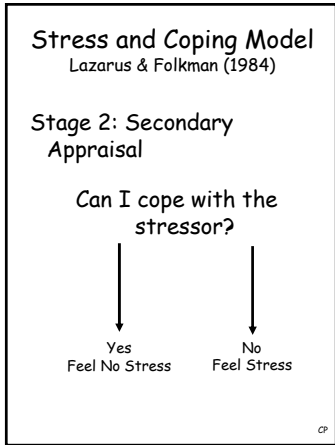 Stress and Coping Model
Lazarus & Folkman (1984)
Stage 2: Secondary
Appraisal
Can I cope with the
stressor?
Yes
Feel No Stress
No
Feel Stress
CP